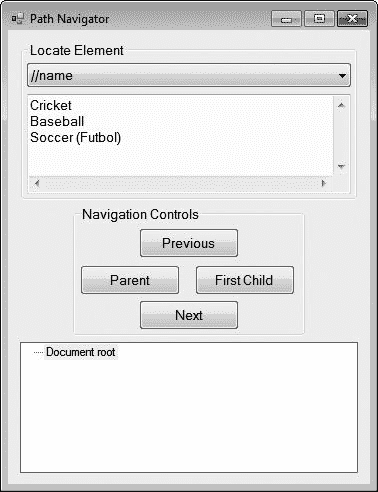 Path Navigator
Locate Element
//name
Cricket
Baseball
Soccer (Futbol)
Navigation Controls
Previous
Parent First Child
Next
Document root